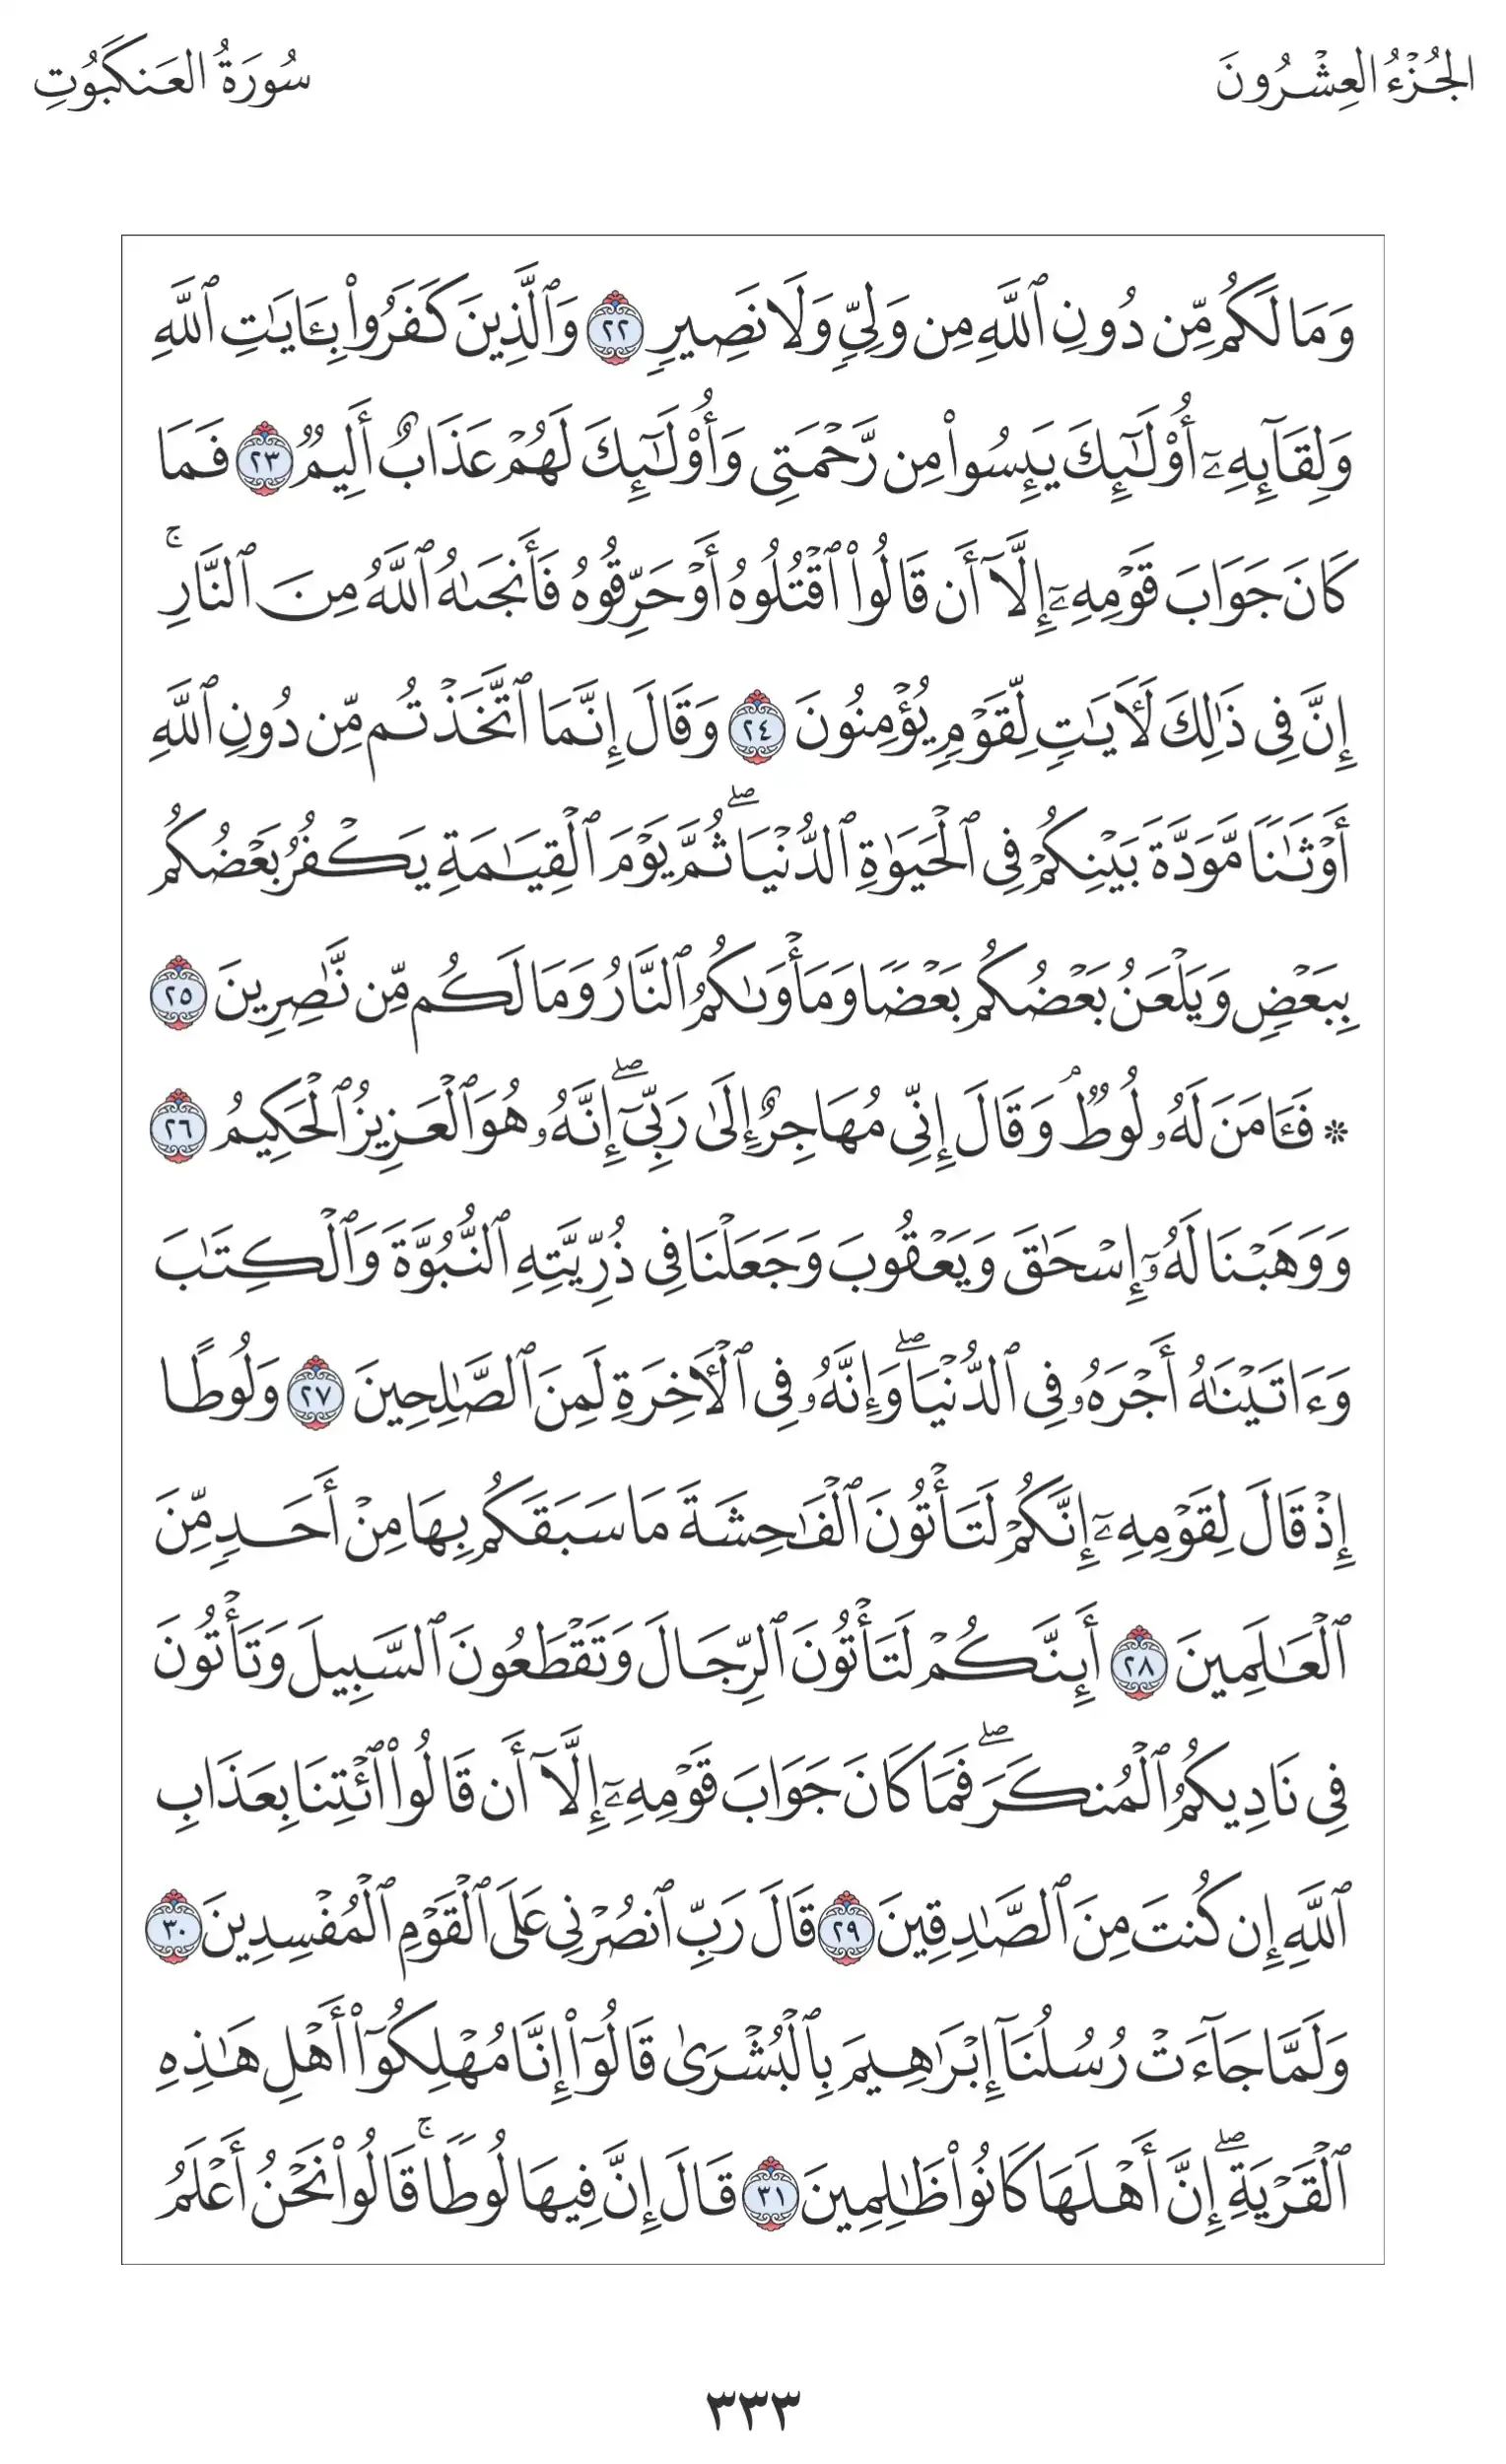 الجُزْءُ العِشْرُونَ
سُورَةُ العَنكَبُوتِ
وَمَا لَكُم مِّن دُونِ ٱللَّهِ مِن وَلِيٍّ وَلَا نَصِيرٍ ٢٢ وَٱلَّذِينَ كَفَرُوا۟ بِـَٔايَـٰتِ ٱللَّهِ
وَلِقَآئِهِۦٓ أُو۟لَـٰٓئِكَ يَئِسُوا۟ مِن رَّحْمَتِى وَأُو۟لَـٰٓئِكَ لَهُمْ عَذَابٌ أَلِيمٌ ٢٣ فَمَا
كَانَ جَوَابَ قَوْمِهِۦٓ إِلَّآ أَن قَالُوا۟ ٱقْتُلُوهُ أَوْ حَرِّقُوهُ فَأَنجَىٰهُ ٱللَّهُ مِنَ ٱلنَّارِ ۚ
إِنَّ فِى ذَٰلِكَ لَـَٔايَـٰتٍ لِّقَوْمٍ يُؤْمِنُونَ ٢٤ وَقَالَ إِنَّمَا ٱتَّخَذْتُم مِّن دُونِ ٱللَّهِ
أَوْثَـٰنًا مَّوَدَّةَ بَيْنِكُمْ فِى ٱلْحَيَوٰةِ ٱلدُّنْيَا ۖ ثُمَّ يَوْمَ ٱلْقِيَـٰمَةِ يَكْفُرُ بَعْضُكُم
بِبَعْضٍ وَيَلْعَنُ بَعْضُكُم بَعْضًا وَمَأْوَىٰكُمُ ٱلنَّارُ وَمَا لَكُم مِّن نَّـٰصِرِينَ ٢٥
* فَـَٔامَنَ لَهُۥ لُوطٌ ۘ وَقَالَ إِنِّى مُهَاجِرٌ إِلَىٰ رَبِّىٓ ۖ إِنَّهُۥ هُوَ ٱلْعَزِيزُ ٱلْحَكِيمُ ٢٦
وَوَهَبْنَا لَهُۥٓ إِسْحَـٰقَ وَيَعْقُوبَ وَجَعَلْنَا فِى ذُرِّيَّتِهِ ٱلنُّبُوَّةَ وَٱلْكِتَـٰبَ
وَءَاتَيْنَـٰهُ أَجْرَهُۥ فِى ٱلدُّنْيَا ۖ وَإِنَّهُۥ فِى ٱلْـَٔاخِرَةِ لَمِنَ ٱلصَّـٰلِحِينَ ٢٧ وَلُوطًا
إِذْ قَالَ لِقَوْمِهِۦٓ إِنَّكُمْ لَتَأْتُونَ ٱلْفَـٰحِشَةَ مَا سَبَقَكُم بِهَا مِنْ أَحَدٍ مِّنَ
ٱلْعَـٰلَمِينَ ٢٨ أَئِنَّكُمْ لَتَأْتُونَ ٱلرِّجَالَ وَتَقْطَعُونَ ٱلسَّبِيلَ وَتَأْتُونَ
فِى نَادِيكُمُ ٱلْمُنكَرَ ۖ فَمَا كَانَ جَوَابَ قَوْمِهِۦٓ إِلَّآ أَن قَالُوا۟ ٱئْتِنَا بِعَذَابِ
ٱللَّهِ إِن كُنتَ مِنَ ٱلصَّـٰدِقِينَ ٢٩ قَالَ رَبِّ ٱنصُرْنِى عَلَى ٱلْقَوْمِ ٱلْمُفْسِدِينَ ٣٠
وَلَمَّا جَآءَتْ رُسُلُنَآ إِبْرَٰهِيمَ بِٱلْبُشْرَىٰ قَالُوٓا۟ إِنَّا مُهْلِكُوٓا۟ أَهْلِ هَـٰذِهِ
ٱلْقَرْيَةِ ۖ إِنَّ أَهْلَهَا كَانُوا۟ ظَـٰلِمِينَ ٣١ قَالَ إِنَّ فِيهَا لُوطًا ۚ قَالُوا۟ نَحْنُ أَعْلَمُ
٣٣٣